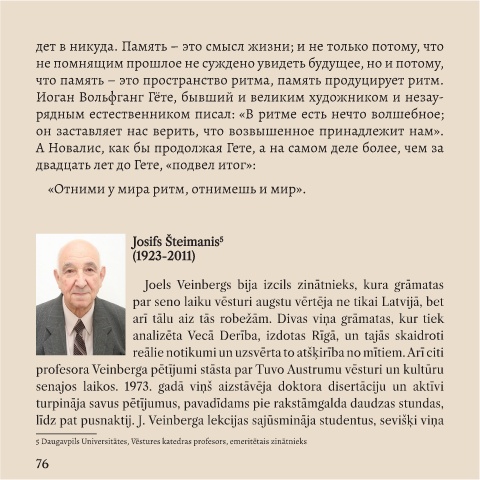 дет в никуда. Память – это смысл жизни; и не только потому, что
не помнящим прошлое не суждено увидеть будущее, но и потому,
что память – это пространство ритма, память продуцирует ритм.
Иоган Вольфганг Гёте, бывший и великим художником и незау-
рядным естественником писал: «В ритме есть нечто волшебное;
он заставляет нас верить, что возвышенное принадлежит нам».
А Новалис, как бы продолжая Гете, а на самом деле более, чем за
двадцать лет до Гете, «подвел итог»:
«Отними у мира ритм, отнимешь и мир».
Josifs Šteimanis⁵
(1923-2011)
Joels Veinbergs bija izcils zinātnieks, kura grāmatas
par seno laiku vēsturi augstu vērtēja ne tikai Latvijā, bet
arī tālu aiz tās robežām. Divas viņa grāmatas, kur tiek
analizēta Vecā Derība, izdotas Rīgā, un tajās skaidroti
reālie notikumi un uzsvērta to atšķirība no mītiem. Arī citi
profesora Veinberga pētījumi stāsta par Tuvo Austrumu vēsturi un kultūru
senajos laikos. 1973. gadā viņš aizstāvēja doktora disertāciju un aktīvi
turpināja savus pētījumus, pavadīdams pie rakstāmgalda daudzas stundas,
līdz pat pusnaktij. J. Veinberga lekcijas sajūsmināja studentus, sevišķi viņa
5 Daugavpils Universitātes, Vēstures katedras profesors, emeritētais zinātnieks
76